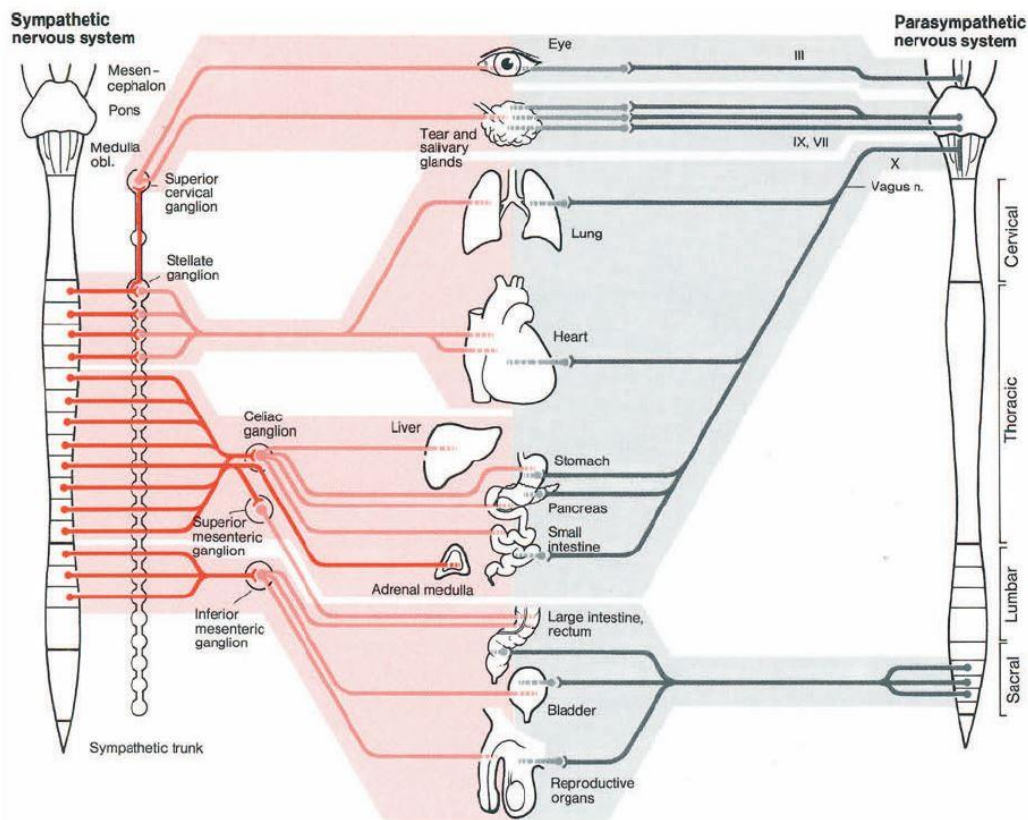 Sympathetic
nervous system
Parasympathetic
nervous system
Mesen-
cephalon
Pons
Medulla
obl.
Superior
cervical
ganglion
Stellate
ganglion
Eye
III
Tear and
salivary
glands
IX, VII
X
Vagus n.
Lung
Heart
Celiac
ganglion
Liver
Stomach
Pancreas
Superior
mesenteric
ganglion
Small
intestine
Adrenal medulla
Inferior
mesenteric
ganglion
Large intestine,
rectum
Bladder
Reproductive
organs
Sympathetic trunk
Cervical
Thoracic
Lumbar
Sacral